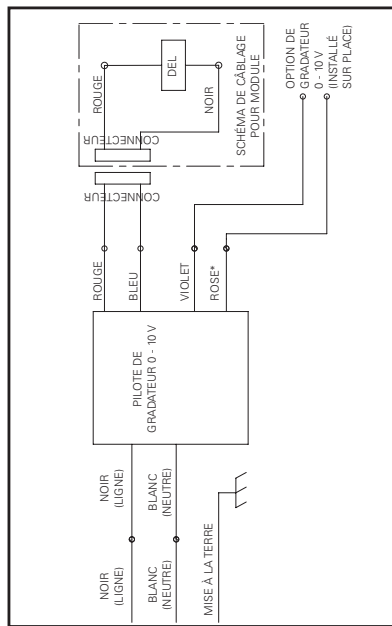 NOIR
(LIGNE)
BLANC
(NEUTRE)
MISE À LA TERRE
NOIR
(LIGNE)
BLANC
(NEUTRE)
PILOTE DE
GRADATEUR 0 - 10 V
ROUGE
BLEU
VIOLET
ROSE*
CONNECTEUR
CONNECTEUR
ROUGE
DEL
NOIR
SCHÉMA DE CÂBLAGE
POUR MODULE
OPTION DE
GRADATEUR
0 - 10 V
(INSTALLÉ
SUR PLACE)